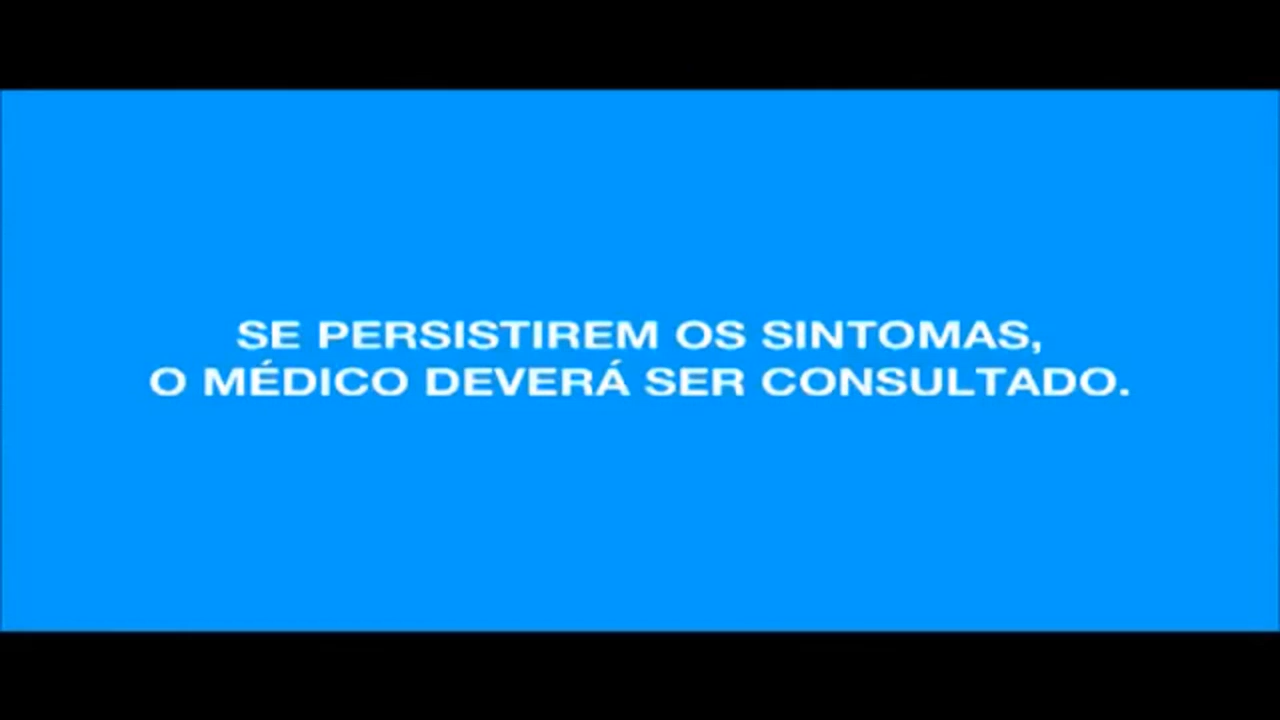 SE PERSISTIREM OS SINTOMAS,
O MÉDICO DEVERÁ SER CONSULTADO.